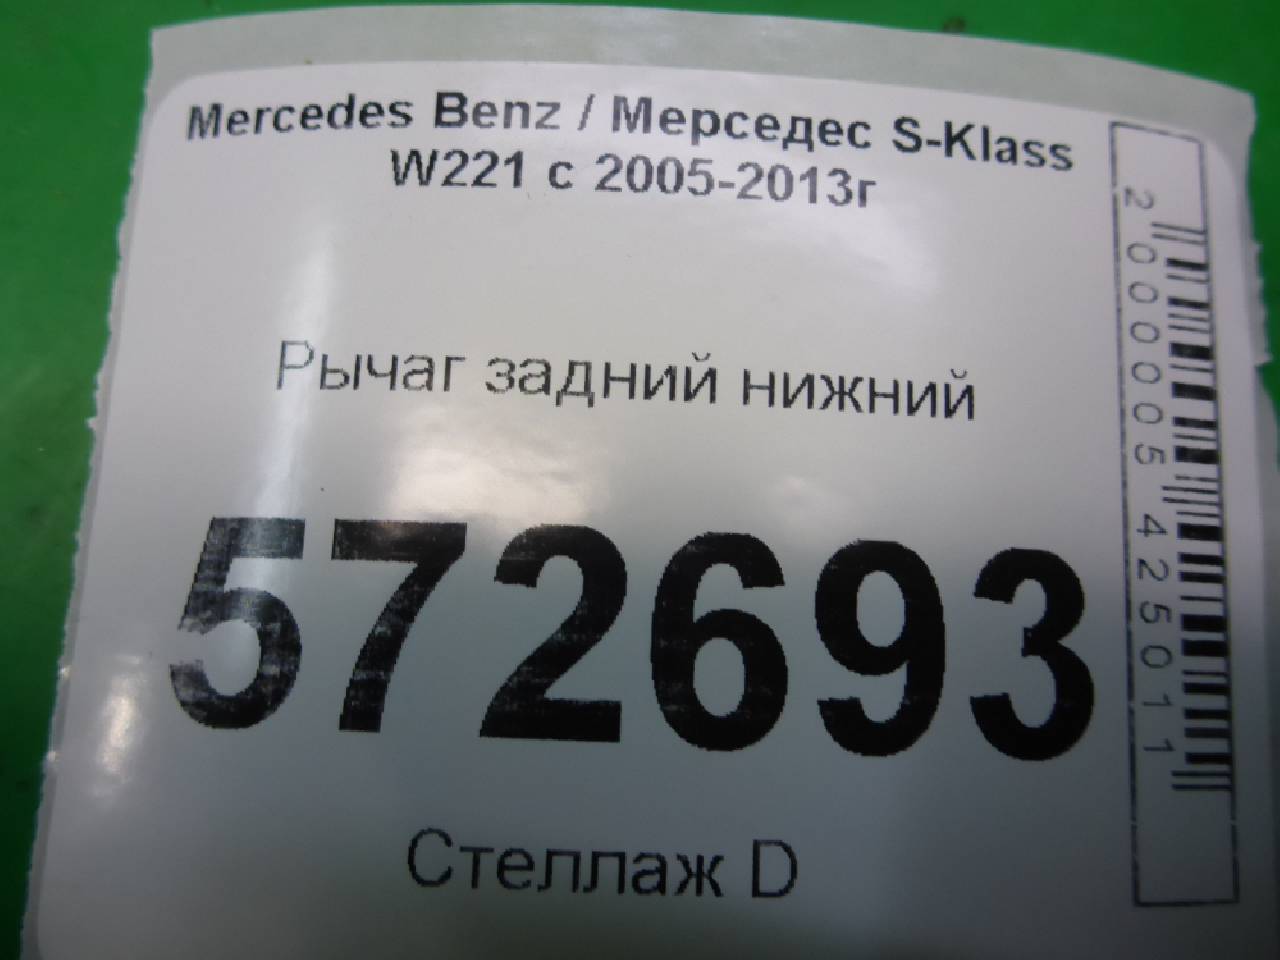 Mercedes Benz / Мерседес S-Klass
W221 с 2005-2013г
Рычаг задний нижний
572693
Стеллаж D
2000005425011